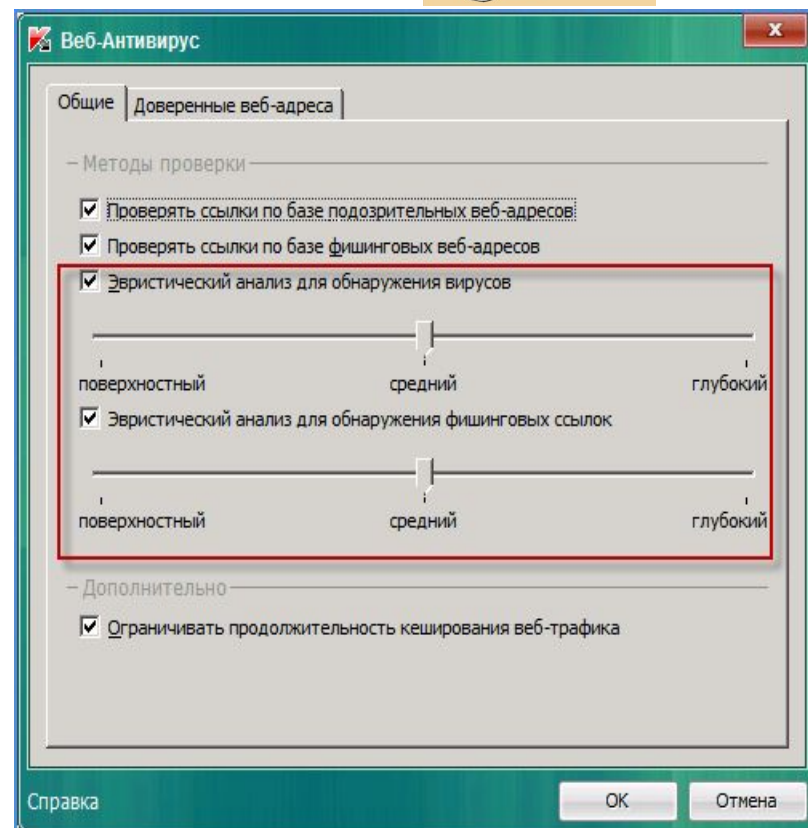 Веб-Антивирус
Общие
Доверенные веб-адреса
Методы проверки
Проверять ссылки по базе подозрительных веб-адресов
Проверять ссылки по базе фишинговых веб-адресов
Эвристический анализ для обнаружения вирусов
поверхностный средний глубокий
Эвристический анализ для обнаружения фишинговых ссылок
поверхностный средний глубокий
Дополнительно
Ограничивать продолжительность кеширования веб-трафика
Справка
ОК
Отмена